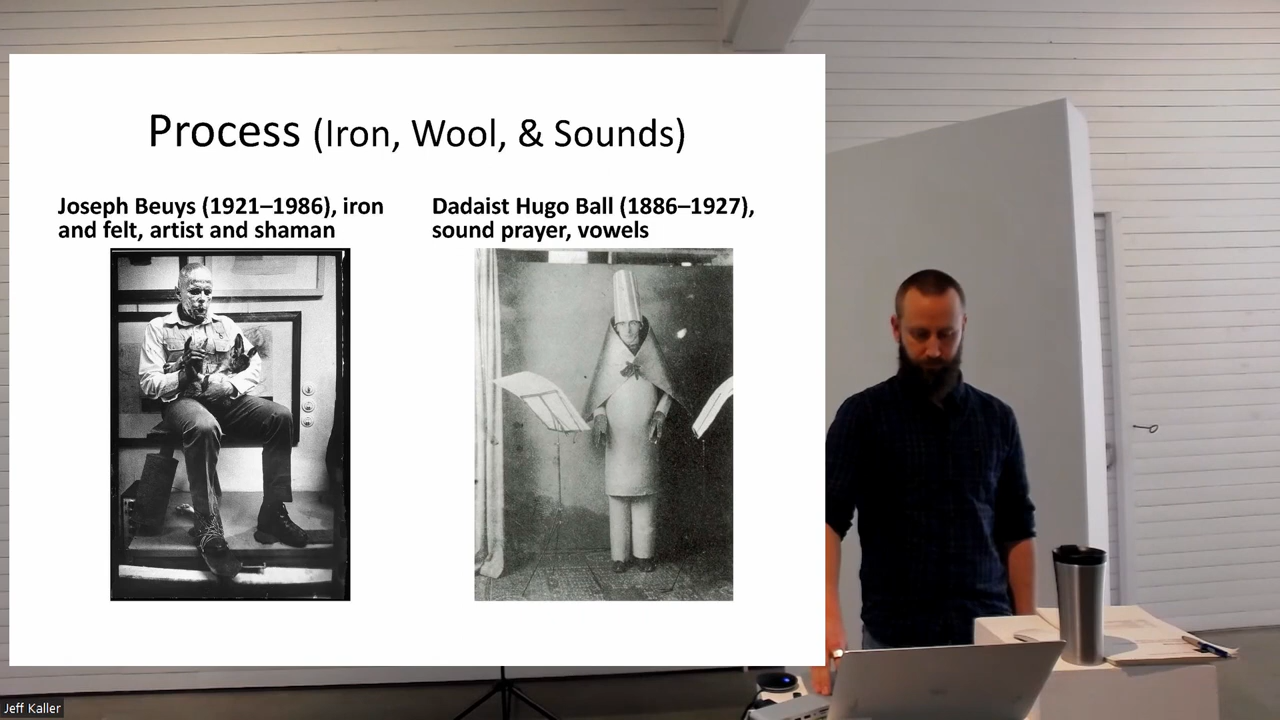 Process (Iron, Wool, & Sounds)
Joseph Beuys (1921–1986), iron
and felt, artist and shaman
Dadaist Hugo Ball (1886–1927),
sound prayer, vowels
Jeff Kaller